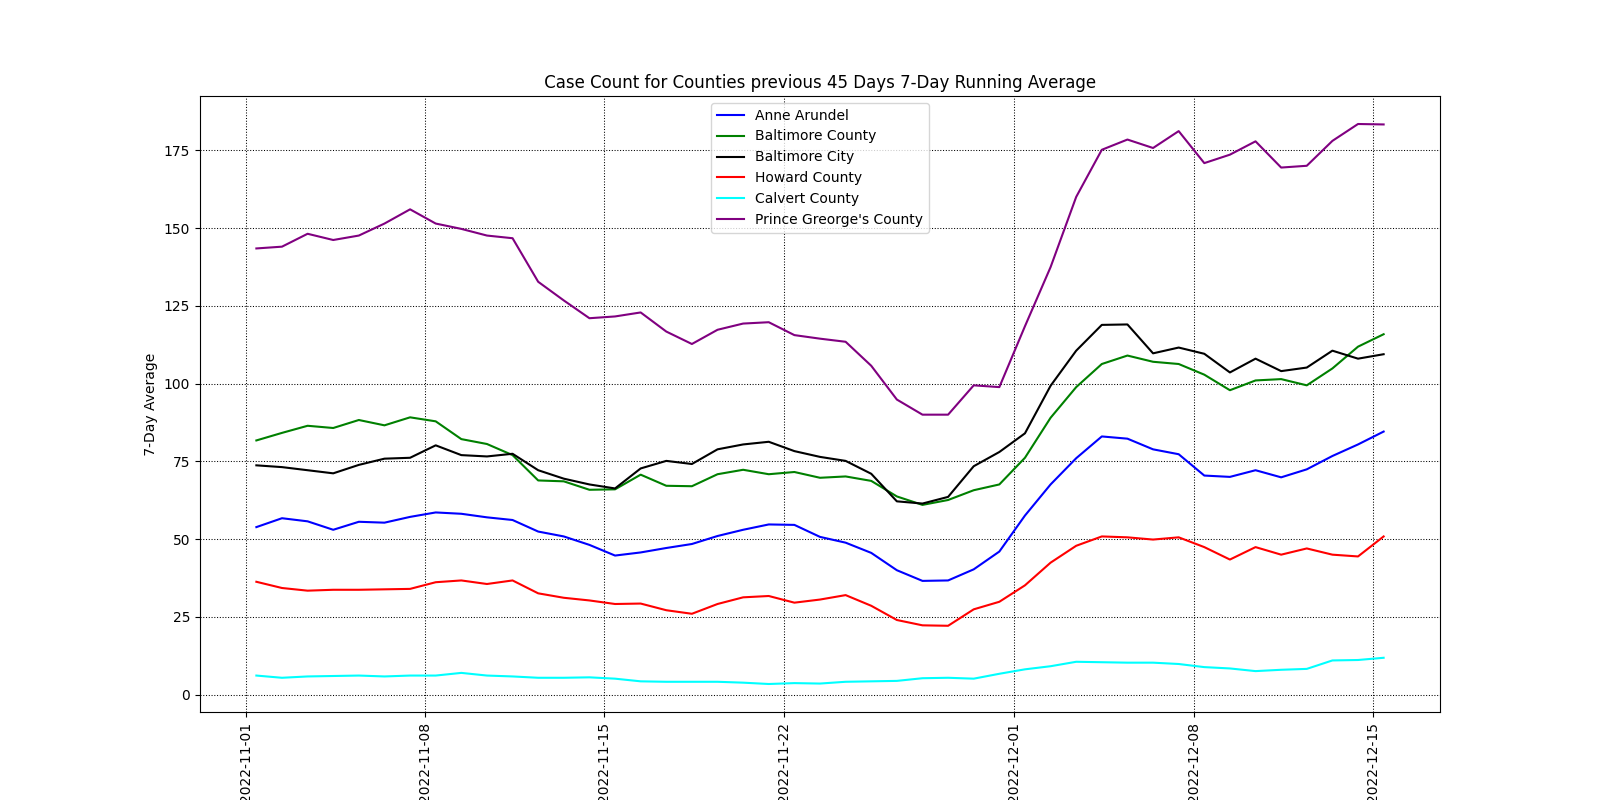 Case Count for Counties previous 45 Days 7-Day Running Average
Anne Arundel
Baltimore County
Baltimore City
Howard County
Calvert County
Prince Greorge's County
7-Day Average
175
150
125
100
75
50
25
0
2022-11-01
2022-11-08
2022-11-15
2022-11-22
2022-12-01
2022-12-08
2022-12-15